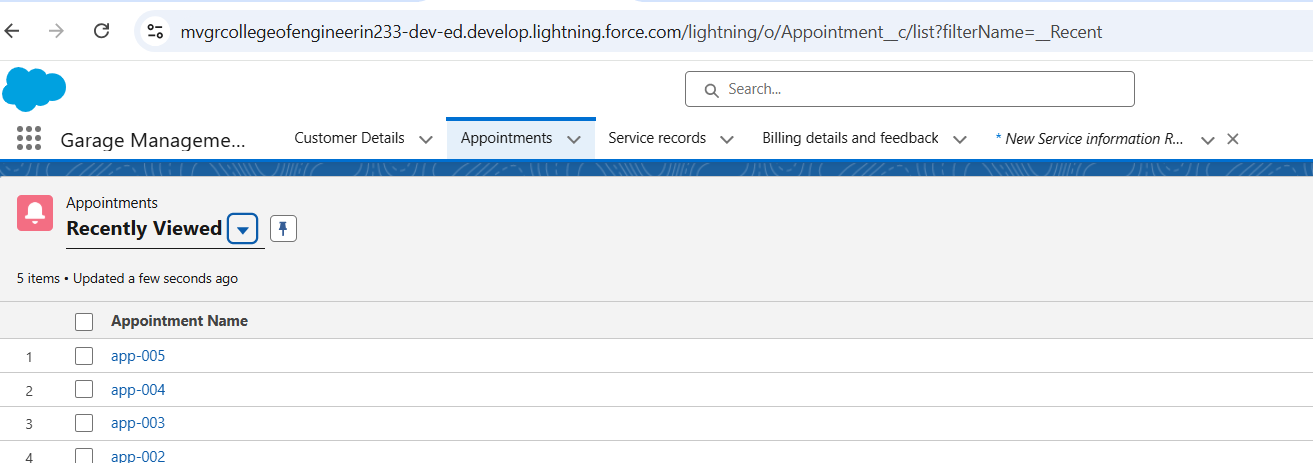 mvgrcollegeofengineerin233-dev-ed.develop.lightning.force.com/lightning/o/Appointment__c/list?filterName=__Recent
Search...
Garage Manageme... Customer Details Appointments Service records Billing details and feedback * New Service information R...
Appointments
Recently Viewed
5 items • Updated a few seconds ago
Appointment Name
1 app-005
2 app-004
3 app-003
4 app-002